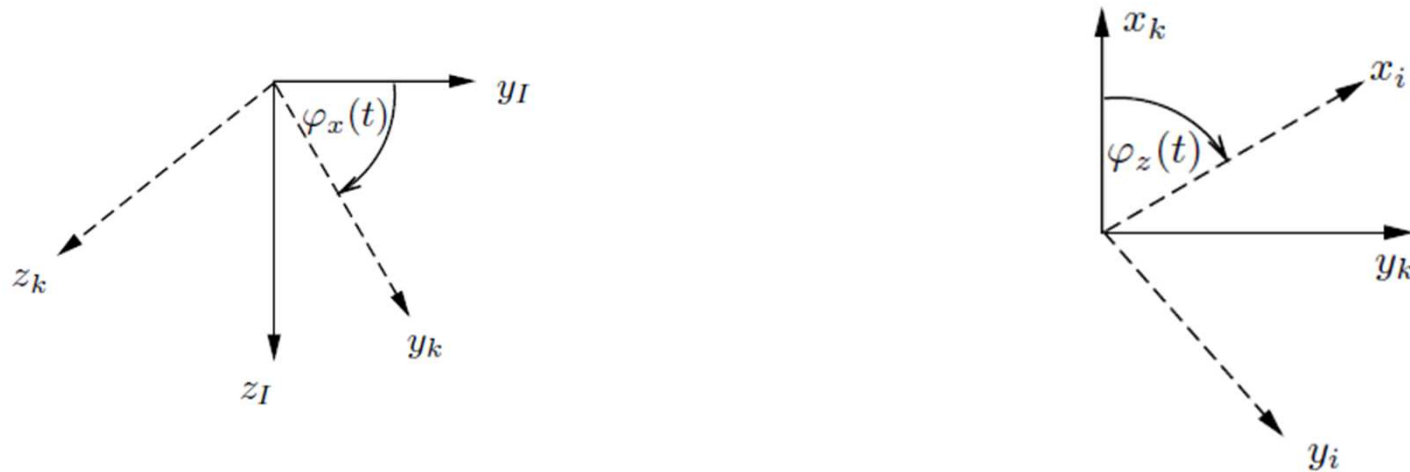 y_I
φ_x(t)
z_k
y_k
z_I
x_k
x_i
φ_z(t)
y_k
y_i